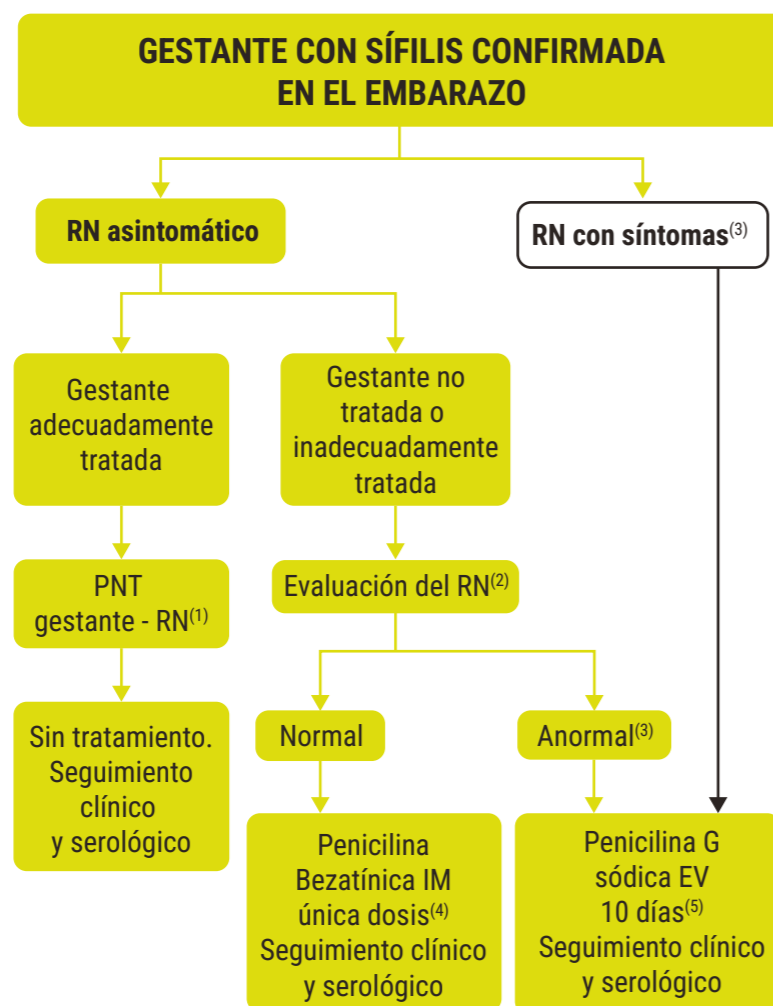 GESTANTE CON SÍFILIS CONFIRMADA
EN EL EMBARAZO
RN asintomático
RN con síntomas(3)
Gestante
adecuadamente
tratada
Gestante no
tratada o
inadecuadamente
tratada
PNT
gestante - RN(1)
Evaluación del RN(2)
Sin tratamiento.
Seguimiento
clínico
y serológico
Normal
Anormal(3)
Penicilina
Bezatínica IM
única dosis(4)
Seguimiento clínico
y serológico
Penicilina G
sódica EV
10 días(5)
Seguimiento clínico
y serológico